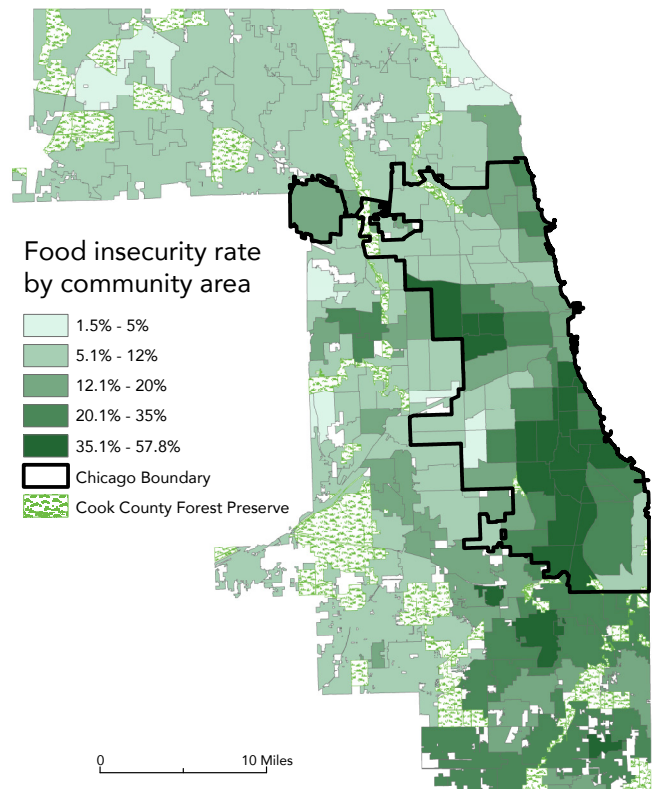 Food insecurity rate
by community area
1.5% - 5%
5.1% - 12%
12.1% - 20%
20.1% - 35%
35.1% - 57.8%
Chicago Boundary
Cook County Forest Preserve
0
10 Miles